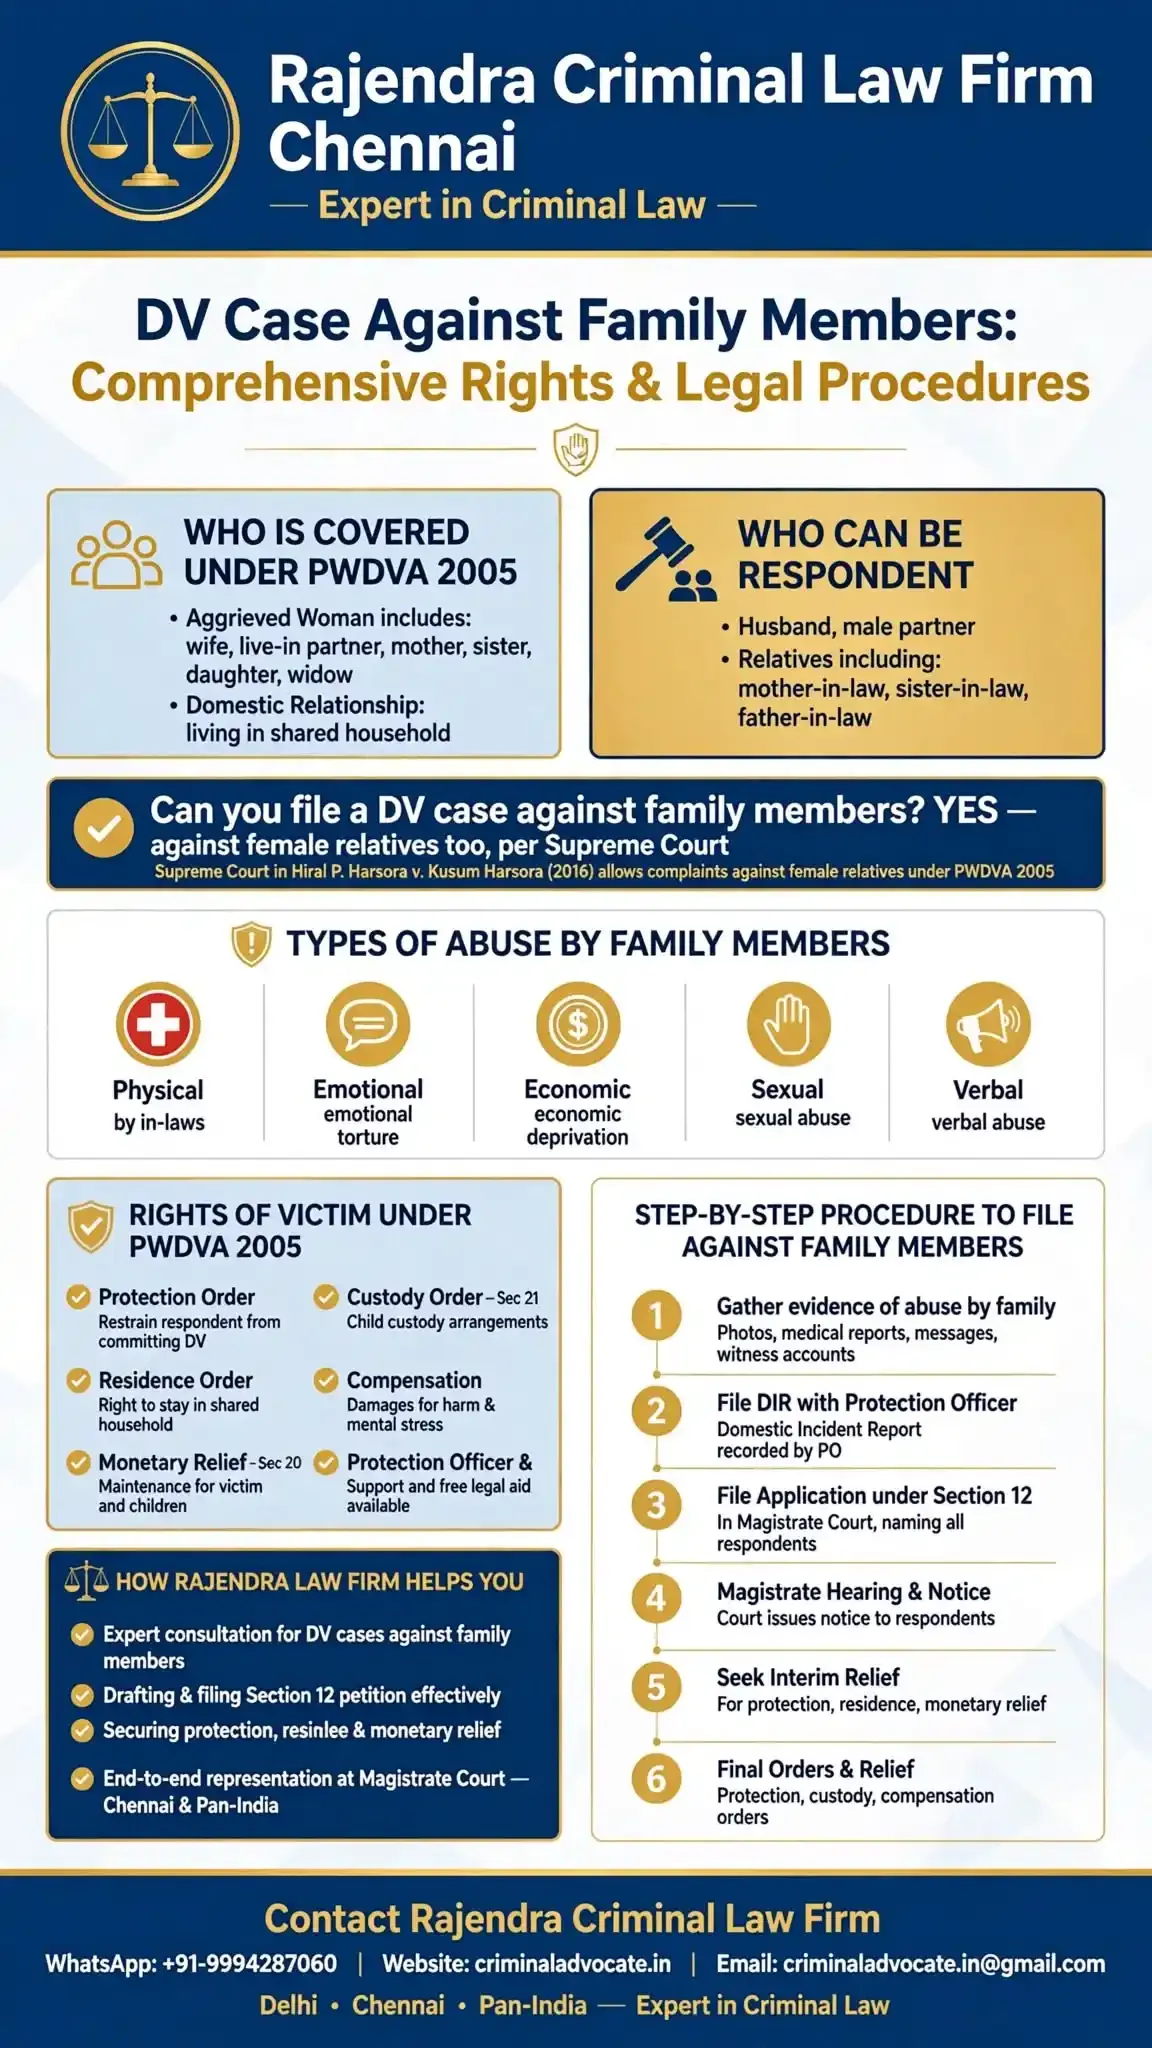 Rajendra Criminal Law Firm
Chennai
— Expert in Criminal Law —
DV Case Against Family Members:
Comprehensive Rights & Legal Procedures
WHO IS COVERED
UNDER PWDVA 2005
• Aggrieved Woman includes:
wife, live-in partner, mother, sister,
daughter, widow
• Domestic Relationship:
living in shared household
WHO CAN BE
RESPONDENT
• Husband, male partner
• Relatives including:
mother-in-law, sister-in-law,
father-in-law
Can you file a DV case against family members? YES —
against female relatives too, per Supreme Court
Supreme Court in Hiral P. Harsora v. Kusum Harsora (2016) allows complaints against female relatives under PWDVA 2005
TYPES OF ABUSE BY FAMILY MEMBERS
Physical
by in-laws
Emotional
emotional
torture
$
Economic
economic
deprivation
Sexual
sexual abuse
Verbal
verbal abuse
RIGHTS OF VICTIM UNDER
PWDVA 2005
Protection Order
Restrain respondent from
committing DV
Custody Order – Sec 21
Child custody arrangements
Residence Order
Right to stay in shared
household
Compensation
Damages for harm &
mental stress
Monetary Relief – Sec 20
Maintenance for victim
and children
Protection Officer &
Support and free legal aid
available
HOW RAJENDRA LAW FIRM HELPS YOU
Expert consultation for DV cases against family
members
Drafting & filing Section 12 petition effectively
Securing protection, & monetary relief
End-to-end representation at Magistrate Court —
Chennai & Pan-India
STEP-BY-STEP PROCEDURE TO FILE
AGAINST FAMILY MEMBERS
1
Gather evidence of abuse by family
Photos, medical reports, messages,
witness accounts
2
File DIR with Protection Officer
Domestic Incident Report
recorded by PO
3
File Application under Section 12
In Magistrate Court, naming all
respondents
4
Magistrate Hearing & Notice
Court issues notice to respondents
5
Seek Interim Relief
For protection, residence, monetary relief
6
Final Orders & Relief
Protection, custody, compensation
orders
Contact Rajendra Criminal Law Firm
WhatsApp: +91-9994287060 | Website: criminaladvocate.in | Email: criminaladvocate.in@gmail.com
Delhi • Chennai • Pan-India — Expert in Criminal Law